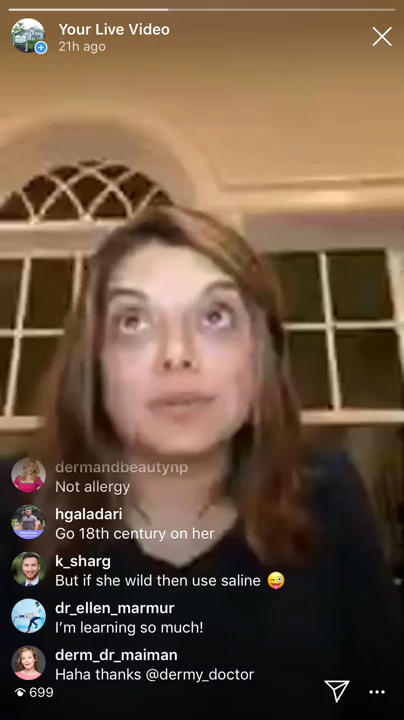 Your Live Video
21h ago
dermandbeautynp
Not allergy
hgaladari
Go 18th century on her
k_sharg
But if she wild then use saline 😜
dr_ellen_marmur
I'm learning so much!
derm_dr_maiman
Haha thanks @dermy_doctor
699